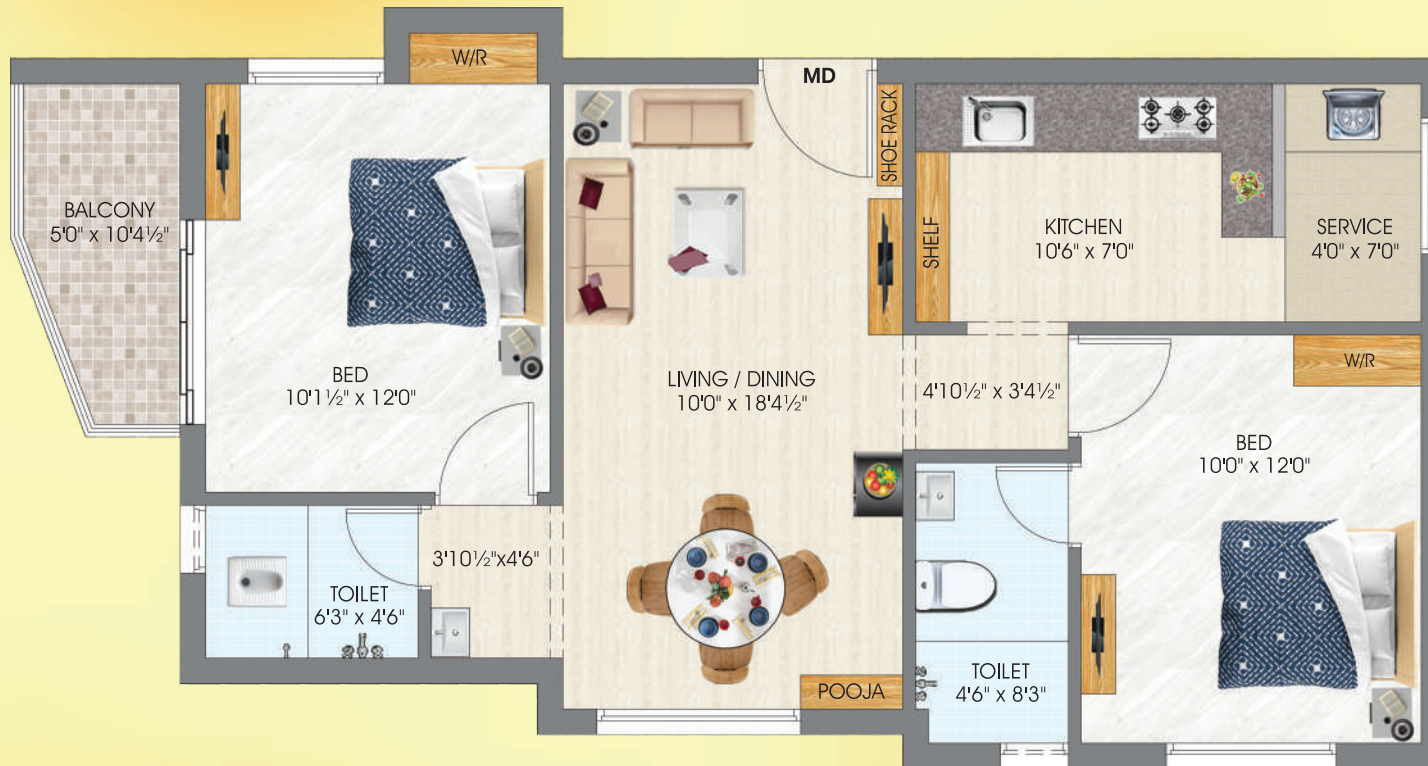 W/R
MD
SHOE RACK
BALCONY
5'0" x 10'4½"
SHELF
KITCHEN
10'6" x 7'0"
SERVICE
4'0" x 7'0"
BED
10'1½" x 12'0"
LIVING / DINING
10'0" x 18'4½"
4'10½" x 3'4½"
W/R
BED
10'0" x 12'0"
3'10½"x4'6"
TOILET
6'3" x 4'6"
TOILET
4'6" x 8'3"
POOJA